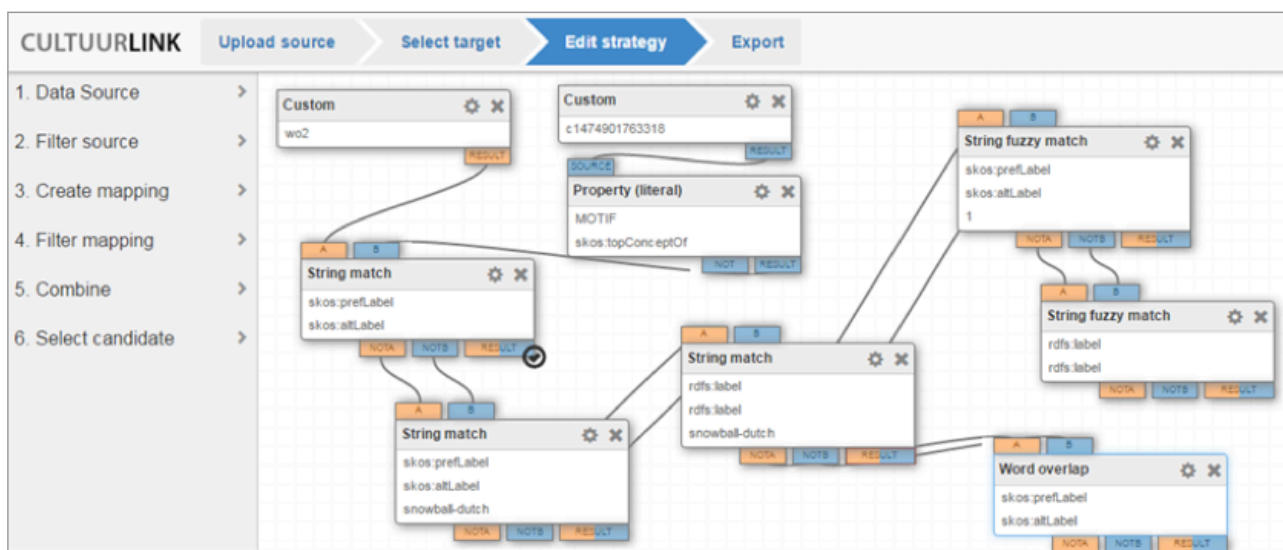 CULTUURLINK
Upload source
Select target
Edit strategy
Export
1. Data Source
2. Filter source
3. Create mapping
4. Filter mapping
5. Combine
6. Select candidate
Custom
wo2
RESULT
Custom
c1474901763318
RESULT
SOURCE
Property (literal)
MOTIF
skos:topConceptOf
NOT RESULT
A B
String match
skos:prefLabel
skos:altLabel
NOTA NOTB RESULT
A B
String match
skos:prefLabel
skos:altLabel
snowball-dutch
NOTA NOTB RESULT
A B
String match
rdfs:label
rdfs:label
snowball-dutch
NOTA NOTB RESULT
A B
String fuzzy match
skos:prefLabel
skos:altLabel
1
NOTA NOTB RESULT
A B
String fuzzy match
rdfs:label
rdfs:label
NOTA NOTB RESULT
A B
Word overlap
skos:prefLabel
skos:altLabel
NOTA NOTB RESULT